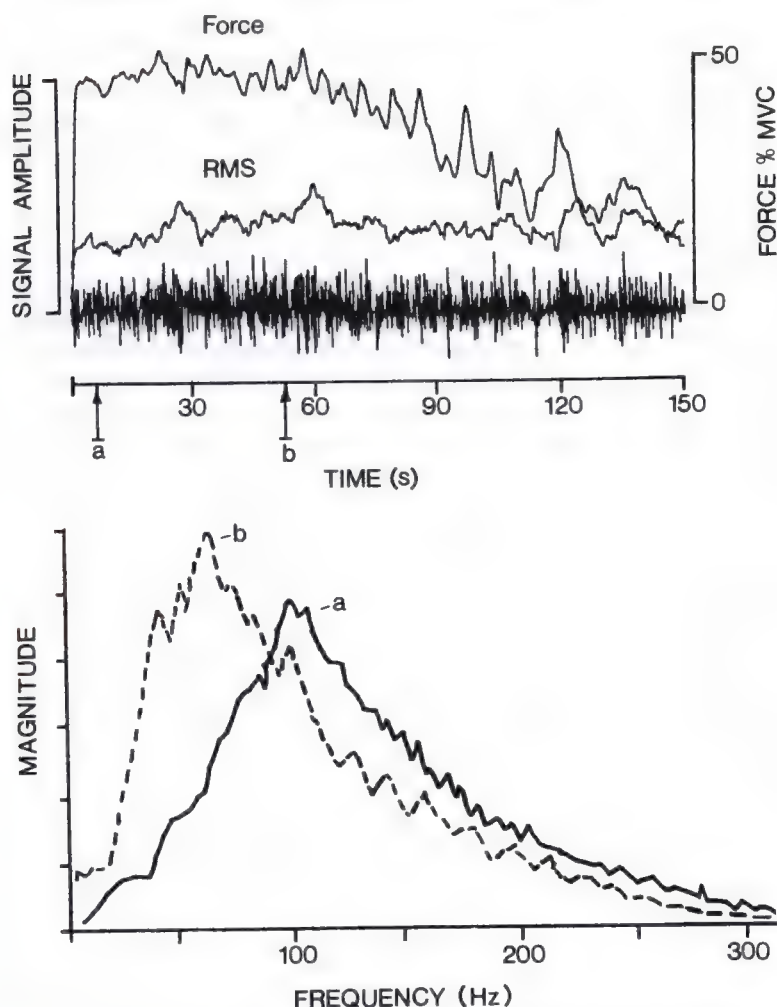 Force
50
SIGNAL AMPLITUDE
RMS
FORCE % MVC
0
30
60
90
120
150
a
b
TIME (s)
b
a
MAGNITUDE
100
200
300
FREQUENCY (Hz)